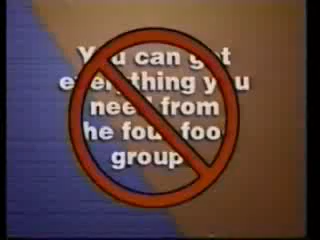 You can get
everything you
need from
the four food
groups